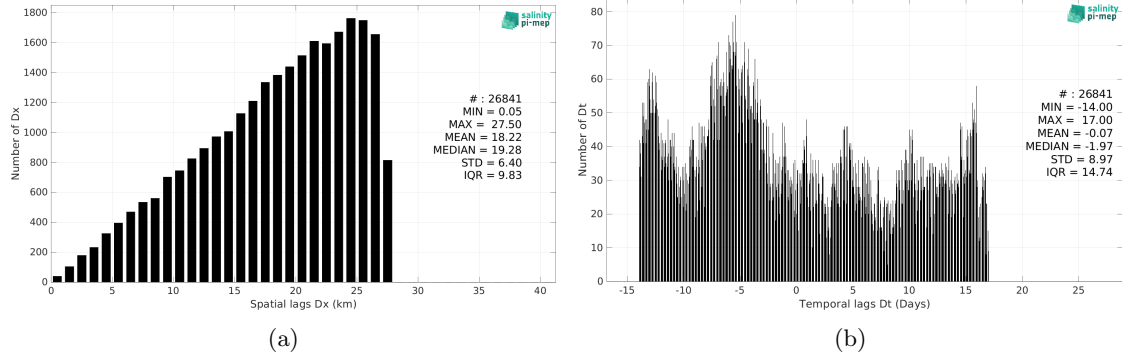 1800
1600
1400
1200
1000
800
600
400
200
0
Number of Dx
salinity
pi-mep
# : 26841
MIN = 0.05
MAX = 27.50
MEAN = 18.22
MEDIAN = 19.28
STD = 6.40
IQR = 9.83
0 5 10 15 20 25 30 35 40
Spatial lags Dx (km)
(a)
80
70
60
50
40
30
20
10
0
Number of Dt
salinity
pi-mep
# : 26841
MIN = -14.00
MAX = 17.00
MEAN = -0.07
MEDIAN = -1.97
STD = 8.97
IQR = 14.74
-15 -10 -5 0 5 10 15 20 25
Temporal lags Dt (Days)
(b)